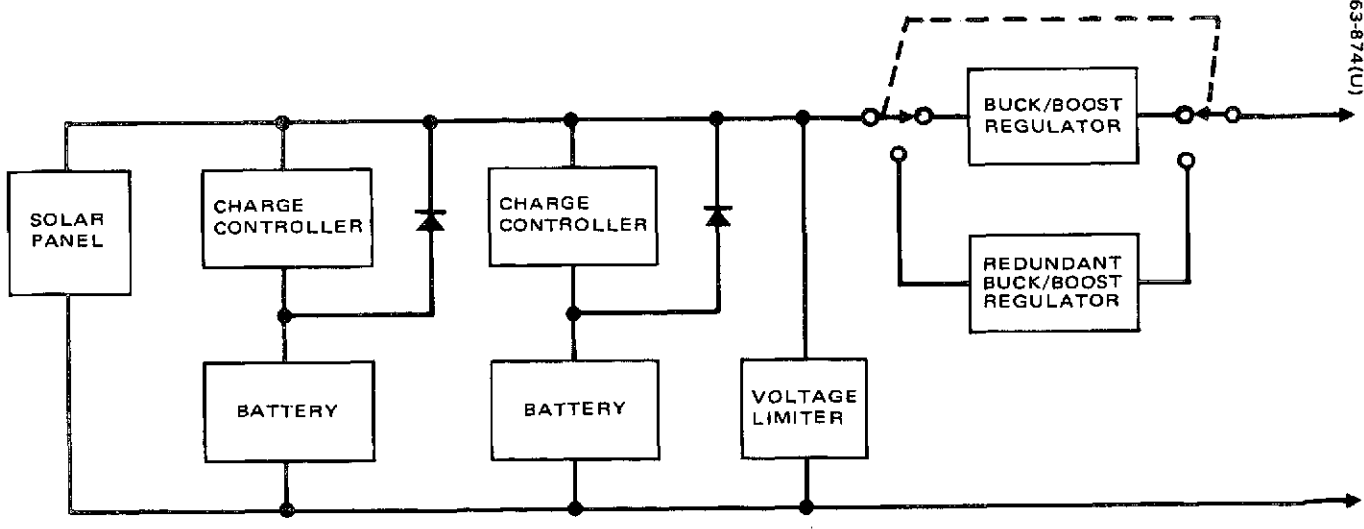 63-874(U)
SOLAR
PANEL
CHARGE
CONTROLLER
CHARGE
CONTROLLER
BUCK/BOOST
REGULATOR
REDUNDANT
BUCK/BOOST
REGULATOR
BATTERY
BATTERY
VOLTAGE
LIMITER